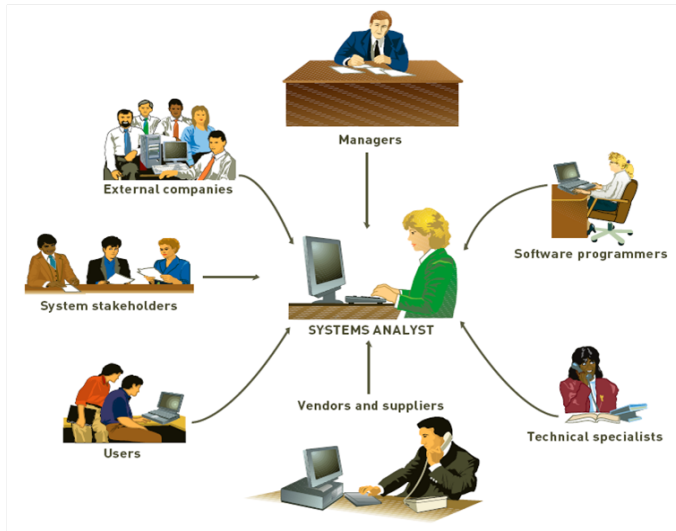 Managers
External companies
Software programmers
System stakeholders
SYSTEMS ANALYST
Vendors and suppliers
Users
Technical specialists